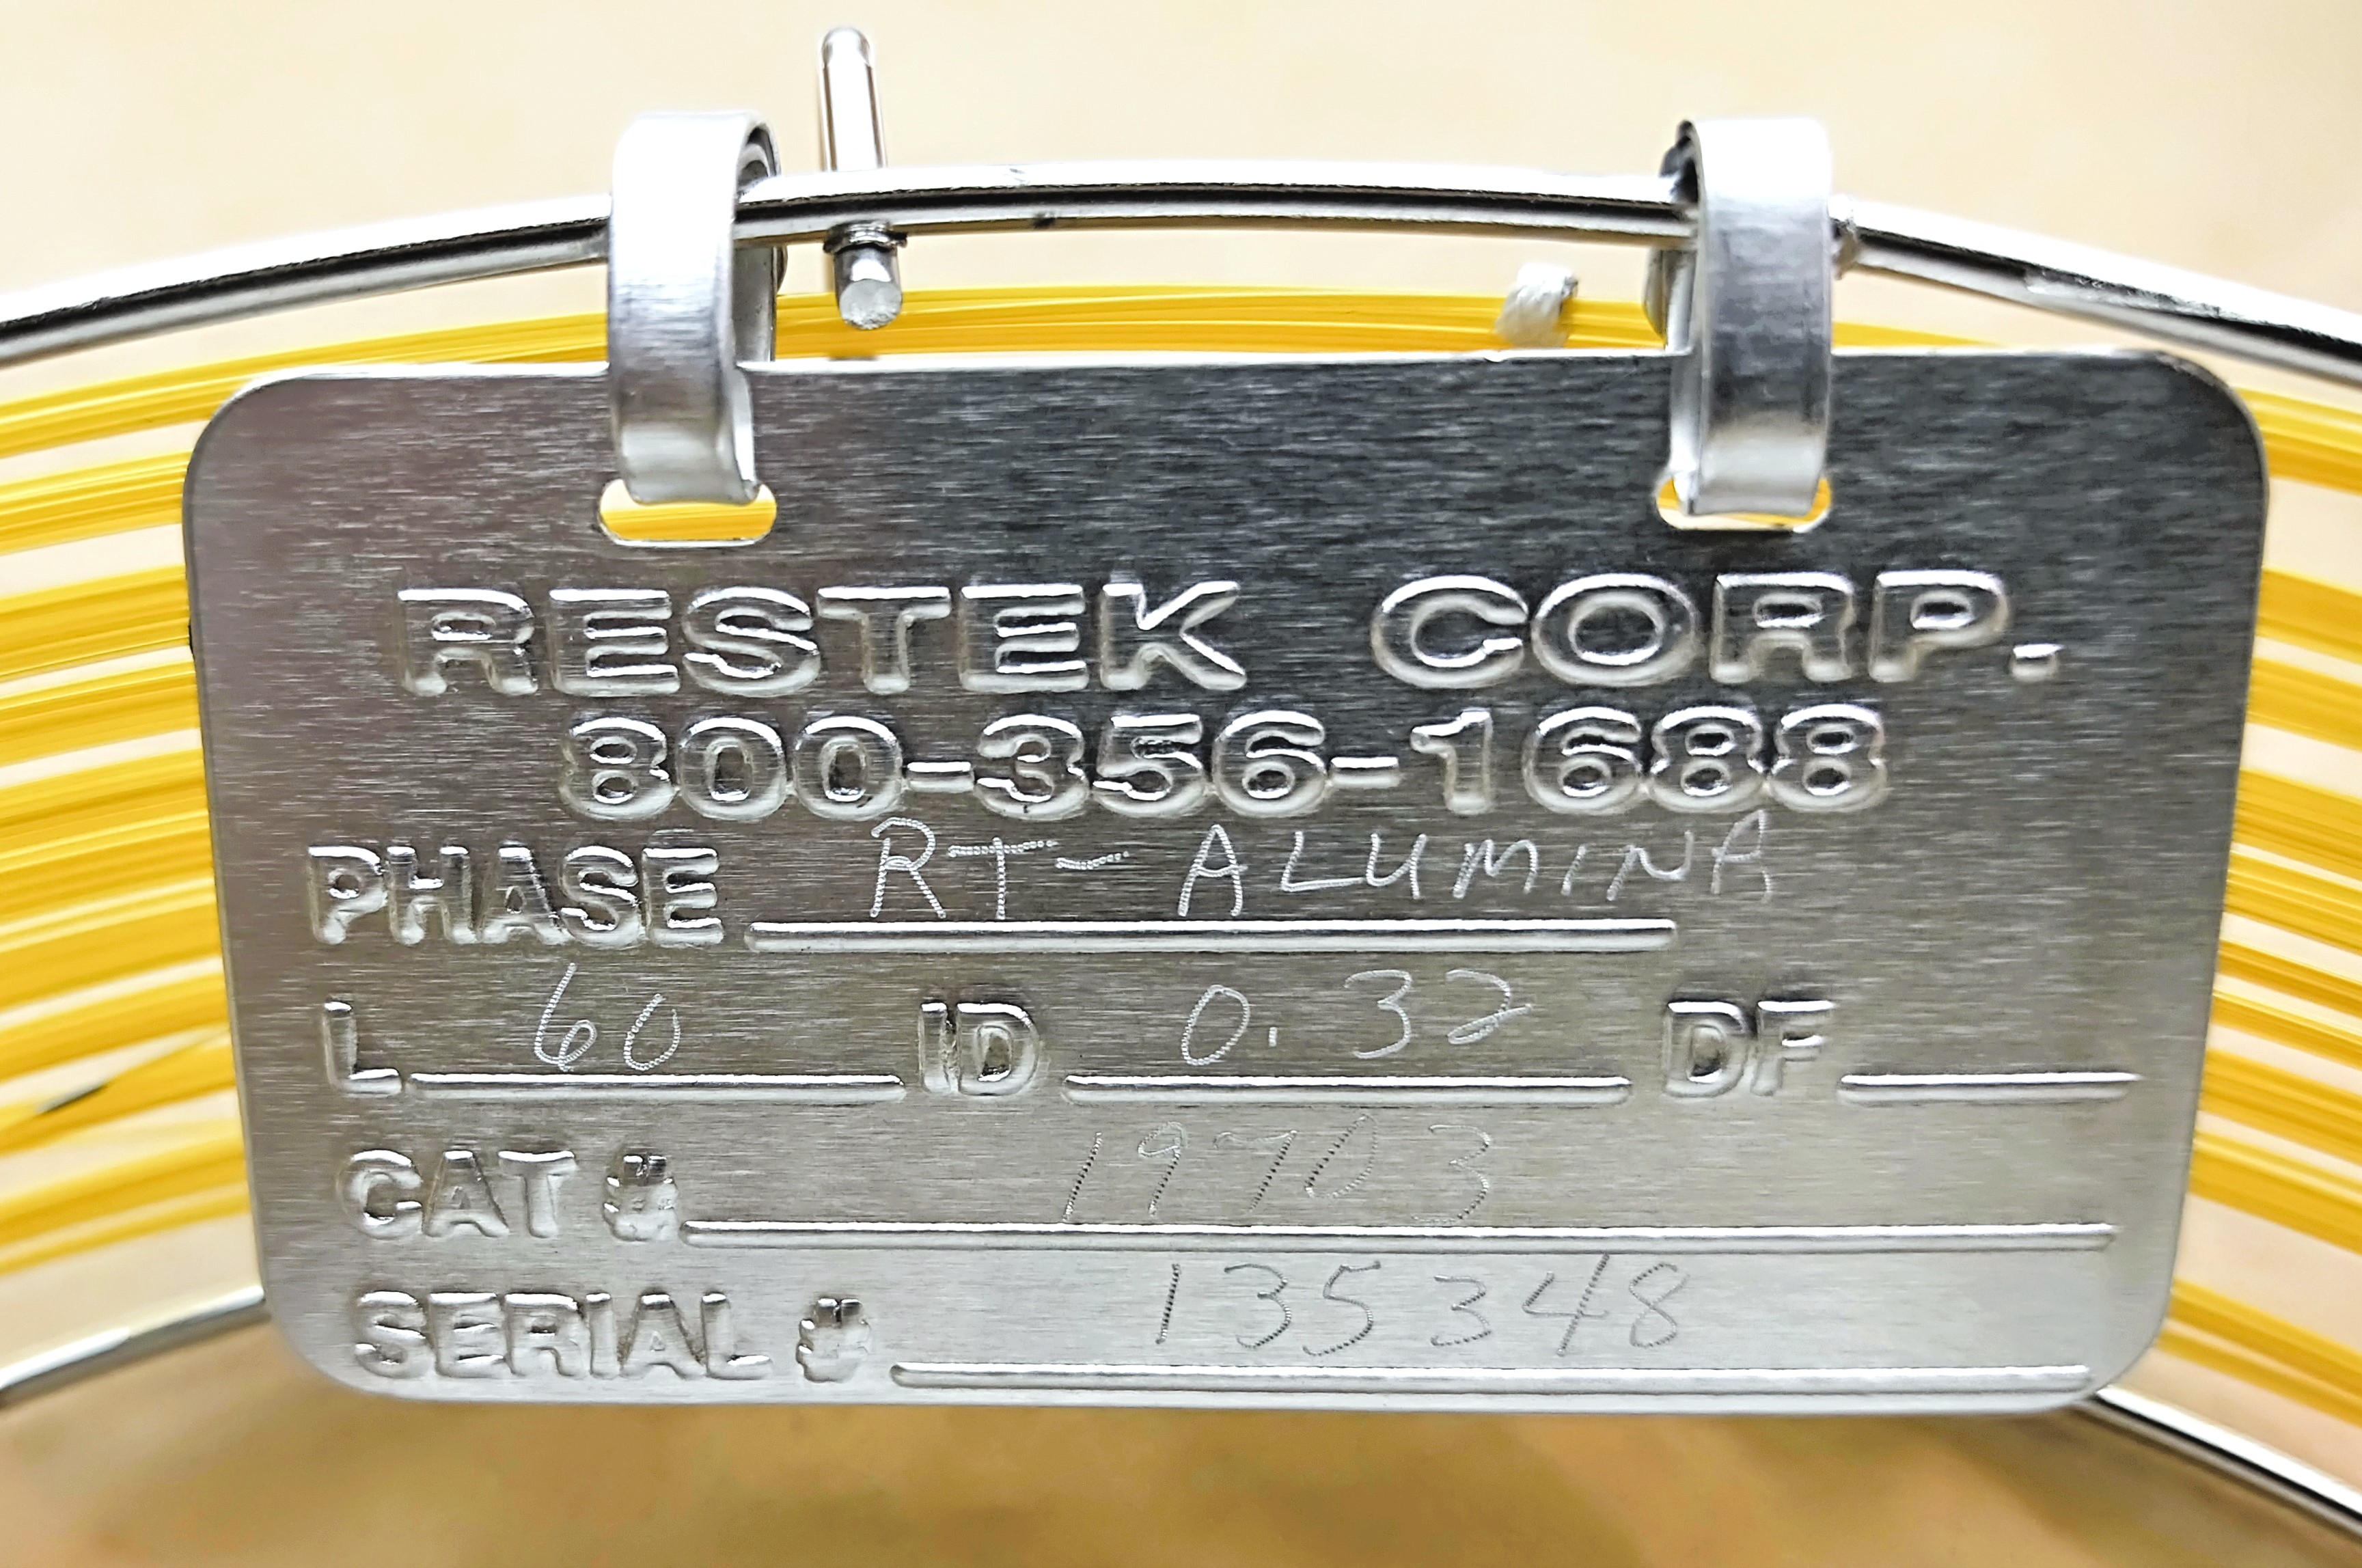 RESTEK CORP.
800-356-1688
PHASE RT-ALUMINA
L 60 ID 0.32 DF
CAT # 19703
SERIAL # 135348